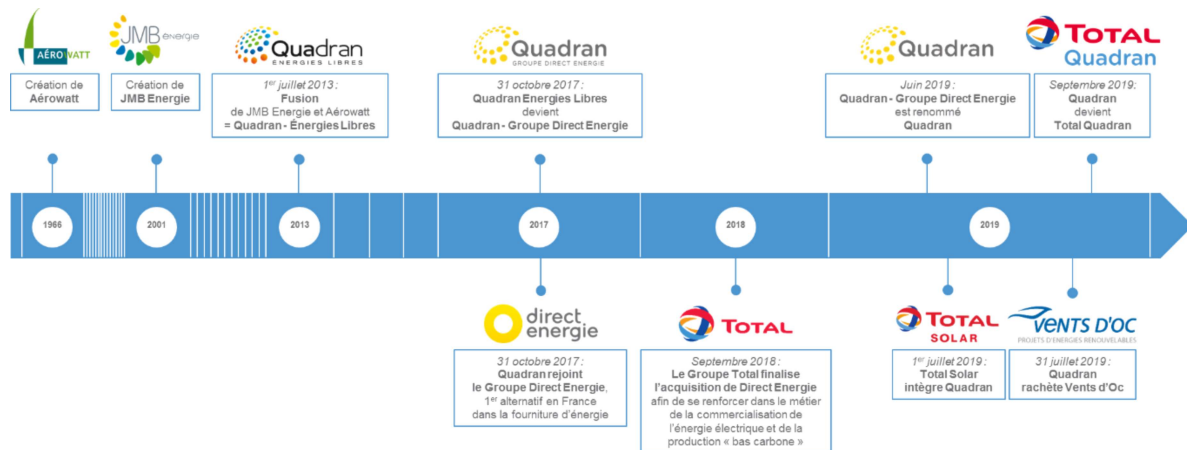 AÉROWATT
Création de
Aérowatt
JMB énergie
Création de
JMB Energie
Quadran
ENERGIES LIBRES
1er juillet 2013 :
Fusion
de JMB Energie et Aérowatt
= Quadran - Énergies Libres
Quadran
GROUPE DIRECT ENERGIE
31 octobre 2017 :
Quadran Energies Libres
devient
Quadran - Groupe Direct Energie
Quadran
Juin 2019 :
Quadran - Groupe Direct Energie
est renommé
Quadran
TOTAL
Quadran
Septembre 2019:
Quadran
devient
Total Quadran
1966
2001
2013
2017
2018
2019
direct
energie
31 octobre 2017 :
Quadran rejoint
le Groupe Direct Energie,
1er alternatif en France
dans la fourniture d'énergie
TOTAL
Septembre 2018 :
Le Groupe Total finalise
l'acquisition de Direct Energie
afin de se renforcer dans le métier
de la commercialisation de
l'énergie électrique et de la
production « bas carbone »
TOTAL
SOLAR
1er juillet 2019 :
Total Solar
intègre Quadran
VENTS D'OC
PROJETS D'ENERGIES RENOUVELABLES
31 juillet 2019 :
Quadran
rachète Vents d'Oc